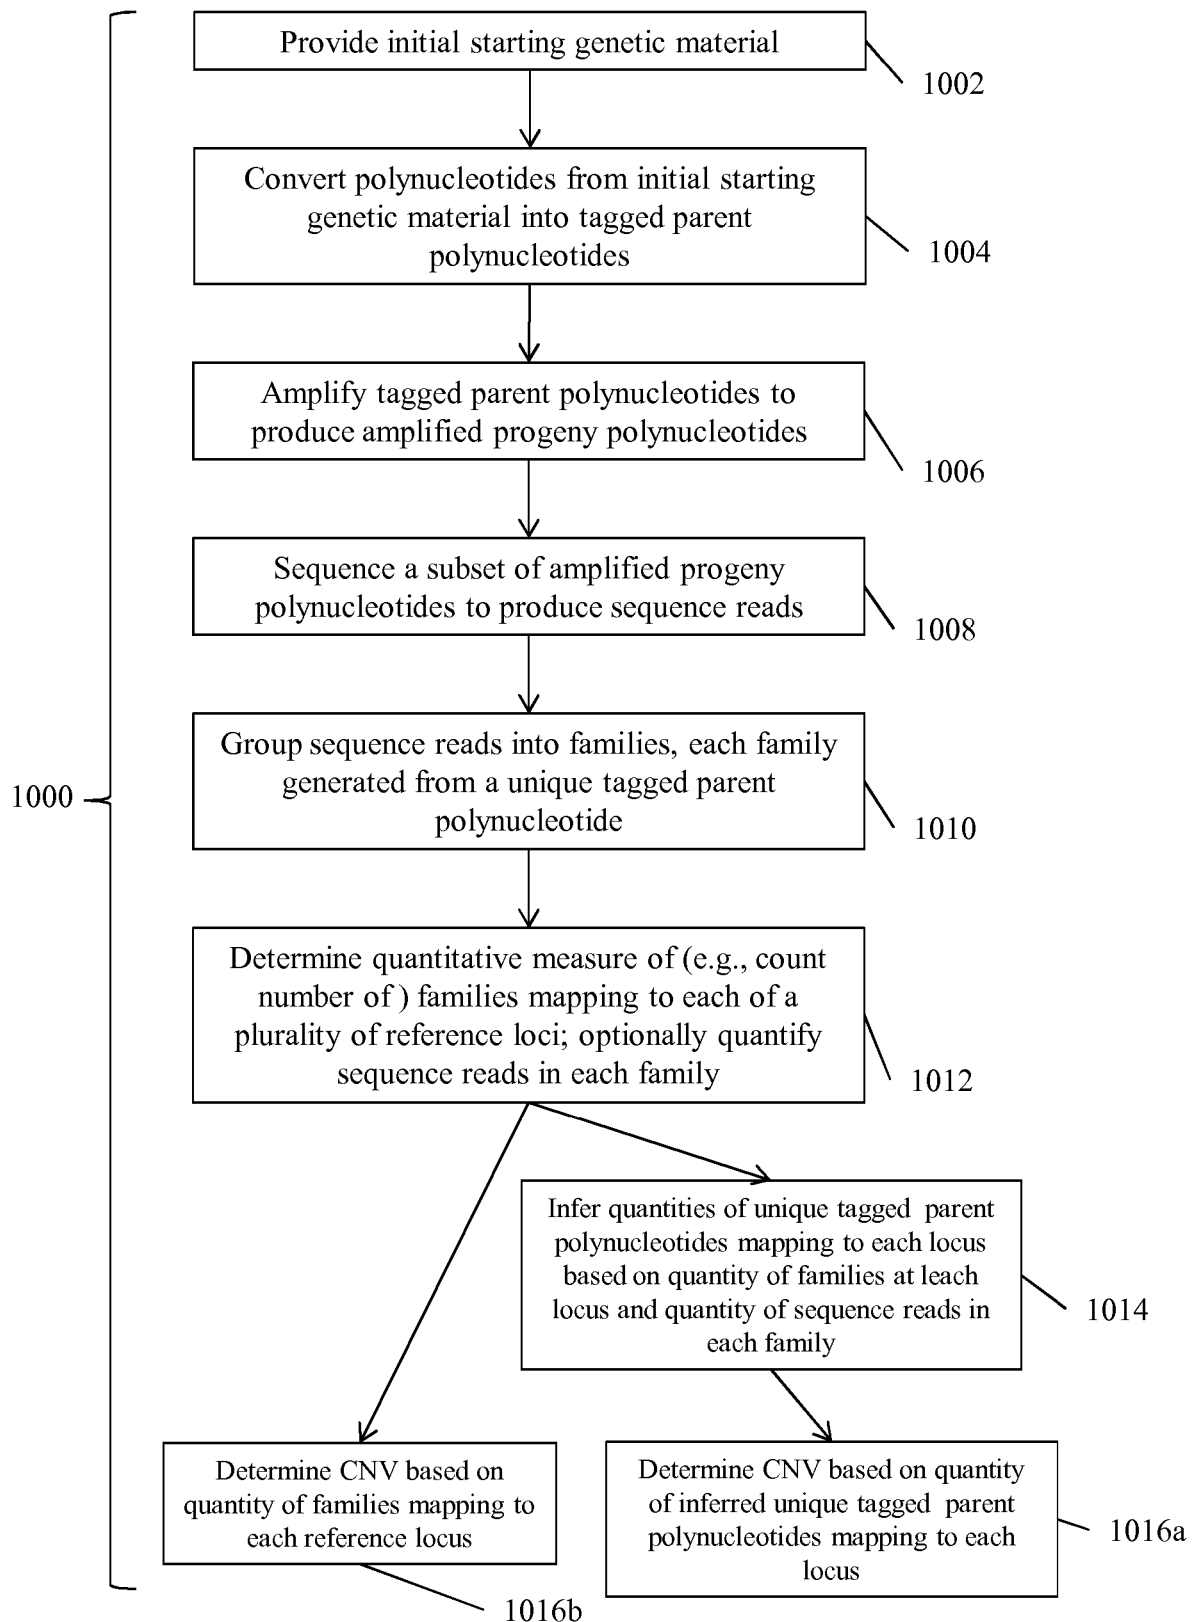 Provide initial starting genetic material
1002
Convert polynucleotides from initial starting
genetic material into tagged parent
polynucleotides
1004
Amplify tagged parent polynucleotides to
produce amplified progeny polynucleotides
1006
Sequence a subset of amplified progeny
polynucleotides to produce sequence reads
1008
Group sequence reads into families, each family
generated from a unique tagged parent
polynucleotide
1000
1010
Determine quantitative measure of (e.g., count
number of ) families mapping to each of a
plurality of reference loci; optionally quantify
sequence reads in each family
1012
Infer quantities of unique tagged parent
polynucleotides mapping to each locus
based on quantity of families at leach
locus and quantity of sequence reads in
each family
1014
Determine CNV based on
quantity of families mapping to
each reference locus
1016b
Determine CNV based on quantity
of inferred unique tagged parent
polynucleotides mapping to each
locus
1016a